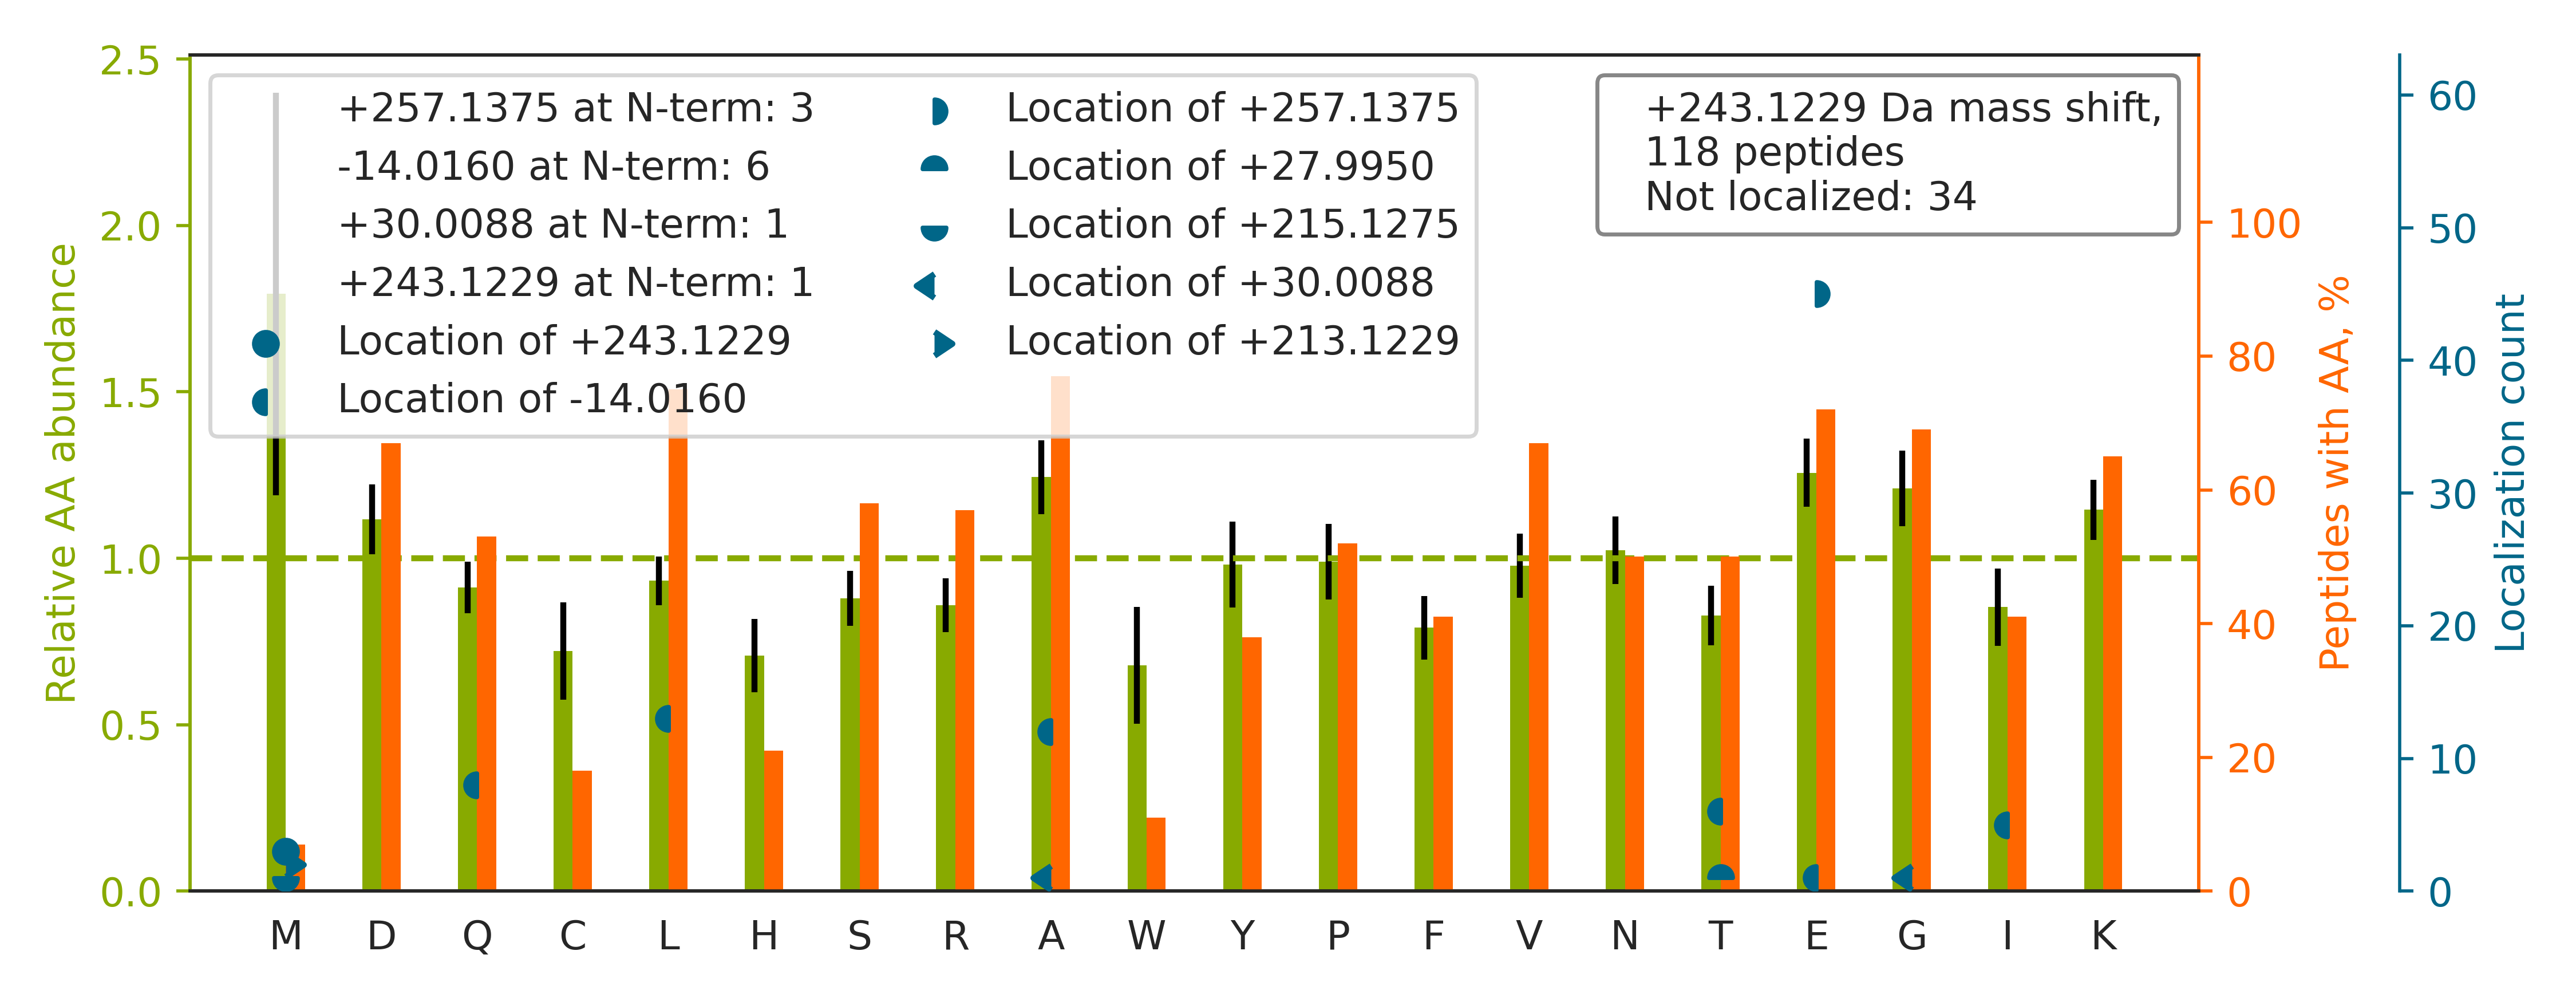 2.5
2.0
1.5
1.0
0.5
0.0
Relative AA abundance
+257.1375 at N-term: 3
-14.0160 at N-term: 6
+30.0088 at N-term: 1
+243.1229 at N-term: 1
Location of +243.1229
Location of -14.0160
Location of +257.1375
Location of +27.9950
Location of +215.1275
Location of +30.0088
Location of +213.1229
+243.1229 Da mass shift,
118 peptides
Not localized: 34
100
80
60
40
20
0
Peptides with AA, %
60
50
40
30
20
10
0
Localization count
M D Q C L H S R A W Y P F V N T E G I K